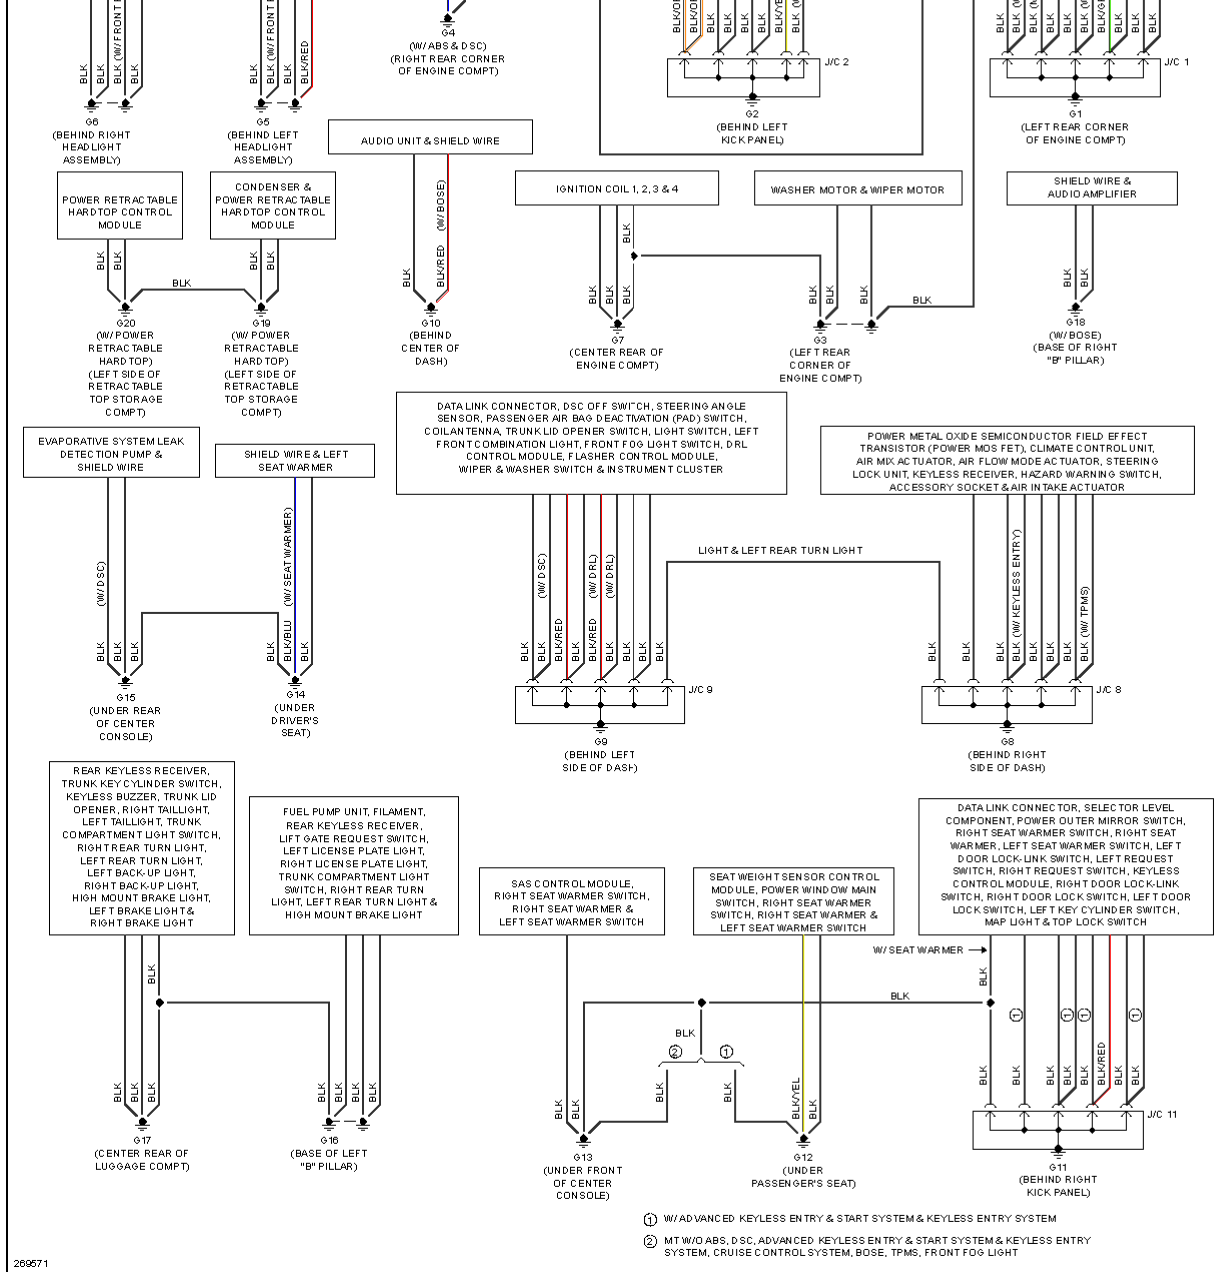 BLK
BLK
BLK (W/ FRONT
BLK
BLK
BLK (W/ FRONT
BLK
BLK/RED
G4
(W/ ABS & DSC)
(RIGHT REAR CORNER
OF ENGINE COMPT)
BLK
BLK
BLK
BLK
J/C 2
BLK
BLK
BLK
BLK
BLK
J/C 1
G6
(BEHIND RIGHT
HEADLIGHT
ASSEMBLY)
G5
(BEHIND LEFT
HEADLIGHT
ASSEMBLY)
G2
(BEHIND LEFT
KICK PANEL)
G1
(LEFT REAR CORNER
OF ENGINE COMPT)
AUDIO UNIT & SHIELD WIRE
POWER RETRACTABLE
HARDTOP CONTROL
MODULE
CONDENSER &
POWER RETRACTABLE
HARDTOP CONTROL
MODULE
IGNITION COIL 1, 2, 3 & 4
WASHER MOTOR & WIPER MOTOR
SHIELD WIRE &
AUDIO AMPLIFIER
BLK
BLK
BLK
BLK
BLK
BLK
BLK/RED (W/ BOSE)
BLK
BLK
BLK
BLK
BLK
BLK
BLK
BLK
BLK
BLK
G20
(W/ POWER
RETRACTABLE
HARDTOP)
(LEFT SIDE OF
RETRACTABLE
TOP STORAGE
COMPT)
G19
(W/ POWER
RETRACTABLE
HARDTOP)
(LEFT SIDE OF
RETRACTABLE
TOP STORAGE
COMPT)
G10
(BEHIND
CENTER OF
DASH)
G7
(CENTER REAR OF
ENGINE COMPT)
G3
(LEFT REAR
CORNER OF
ENGINE COMPT)
G18
(W/ BOSE)
(BASE OF RIGHT
"B" PILLAR)
EVAPORATIVE SYSTEM LEAK
DETECTION PUMP &
SHIELD WIRE
SHIELD WIRE & LEFT
SEAT WARMER
DATA LINK CONNECTOR, DSC OFF SWITCH, STEERING ANGLE
SENSOR, PASSENGER AIR BAG DEACTIVATION (PAD) SWITCH,
COIL ANTENNA, TRUNK LID OPENER SWITCH, LIGHT SWITCH, LEFT
FRONT COMBINATION LIGHT, FRONT FOG LIGHT SWITCH, DRL
CONTROL MODULE, FLASHER CONTROL MODULE,
WIPER & WASHER SWITCH & INSTRUMENT CLUSTER
POWER METAL OXIDE SEMICONDUCTOR FIELD EFFECT
TRANSISTOR (POWER MOS FET), CLIMATE CONTROL UNIT,
AIR MIX ACTUATOR, AIR FLOW MODE ACTUATOR, STEERING
LOCK UNIT, KEYLESS RECEIVER, HAZARD WARNING SWITCH,
ACCESSORY SOCKET & AIR INTAKE ACTUATOR
LIGHT & LEFT REAR TURN LIGHT
BLK (W/ DSC)
BLK
BLK
BLK
BLK/BLU (W/ SEAT WARMER)
BLK
BLK
BLK (W/ DSC)
BLK/RED
BLK
BLK/RED (W/ DRL)
BLK (W/ DRL)
BLK
BLK
BLK
BLK
BLK
BLK
BLK (W/ KEYLESS ENTRY)
BLK
BLK
BLK
BLK (W/ TPMS)
J/C 9
J/C 8
G15
(UNDER REAR
OF CENTER
CONSOLE)
G14
(UNDER
DRIVER'S
SEAT)
G9
(BEHIND LEFT
SIDE OF DASH)
G8
(BEHIND RIGHT
SIDE OF DASH)
REAR KEYLESS RECEIVER,
TRUNK KEY CYLINDER SWITCH,
KEYLESS BUZZER, TRUNK LID
OPENER, RIGHT TAILLIGHT,
LEFT TAILLIGHT, TRUNK
COMPARTMENT LIGHT SWITCH,
RIGHT REAR TURN LIGHT,
LEFT REAR TURN LIGHT,
LEFT BACK-UP LIGHT,
RIGHT BACK-UP LIGHT,
HIGH MOUNT BRAKE LIGHT,
LEFT BRAKE LIGHT &
RIGHT BRAKE LIGHT
FUEL PUMP UNIT, FILAMENT,
REAR KEYLESS RECEIVER,
LIFT GATE REQUEST SWITCH,
LEFT LICENSE PLATE LIGHT,
RIGHT LICENSE PLATE LIGHT,
TRUNK COMPARTMENT LIGHT
SWITCH, RIGHT REAR TURN
LIGHT, LEFT REAR TURN LIGHT &
HIGH MOUNT BRAKE LIGHT
SAS CONTROL MODULE,
RIGHT SEAT WARMER SWITCH,
RIGHT SEAT WARMER &
LEFT SEAT WARMER SWITCH
SEAT WEIGHT SENSOR CONTROL
MODULE, POWER WINDOW MAIN
SWITCH, RIGHT SEAT WARMER
SWITCH, RIGHT SEAT WARMER &
LEFT SEAT WARMER SWITCH
DATA LINK CONNECTOR, SELECTOR LEVEL
COMPONENT, POWER OUTER MIRROR SWITCH,
RIGHT SEAT WARMER SWITCH, RIGHT SEAT
WARMER, LEFT SEAT WARMER SWITCH, LEFT
DOOR LOCK-LINK SWITCH, LEFT REQUEST
SWITCH, RIGHT REQUEST SWITCH, KEYLESS
CONTROL MODULE, RIGHT DOOR LOCK-LINK
SWITCH, RIGHT DOOR LOCK SWITCH, LEFT DOOR
LOCK SWITCH, LEFT KEY CYLINDER SWITCH,
MAP LIGHT & TOP LOCK SWITCH
W/ SEAT WARMER
BLK
BLK
BLK
BLK
2
1
1
1
1
1
BLK
BLK
BLK
BLK
BLK
BLK
BLK
BLK
BLK
BLK
BLK
BLK/YEL
BLK
BLK
BLK
BLK
BLK
BLK/RED
BLK
BLK
J/C 11
G17
(CENTER REAR OF
LUGGAGE COMPT)
G16
(BASE OF LEFT
"B" PILLAR)
G13
(UNDER FRONT
OF CENTER
CONSOLE)
G12
(UNDER
PASSENGER'S SEAT)
G11
(BEHIND RIGHT
KICK PANEL)
1 W/ ADVANCED KEYLESS ENTRY & START SYSTEM & KEYLESS ENTRY SYSTEM
2 MT W/O ABS, DSC, ADVANCED KEYLESS ENTRY & START SYSTEM & KEYLESS ENTRY
SYSTEM, CRUISE CONTROL SYSTEM, BOSE, TPMS, FRONT FOG LIGHT
269571